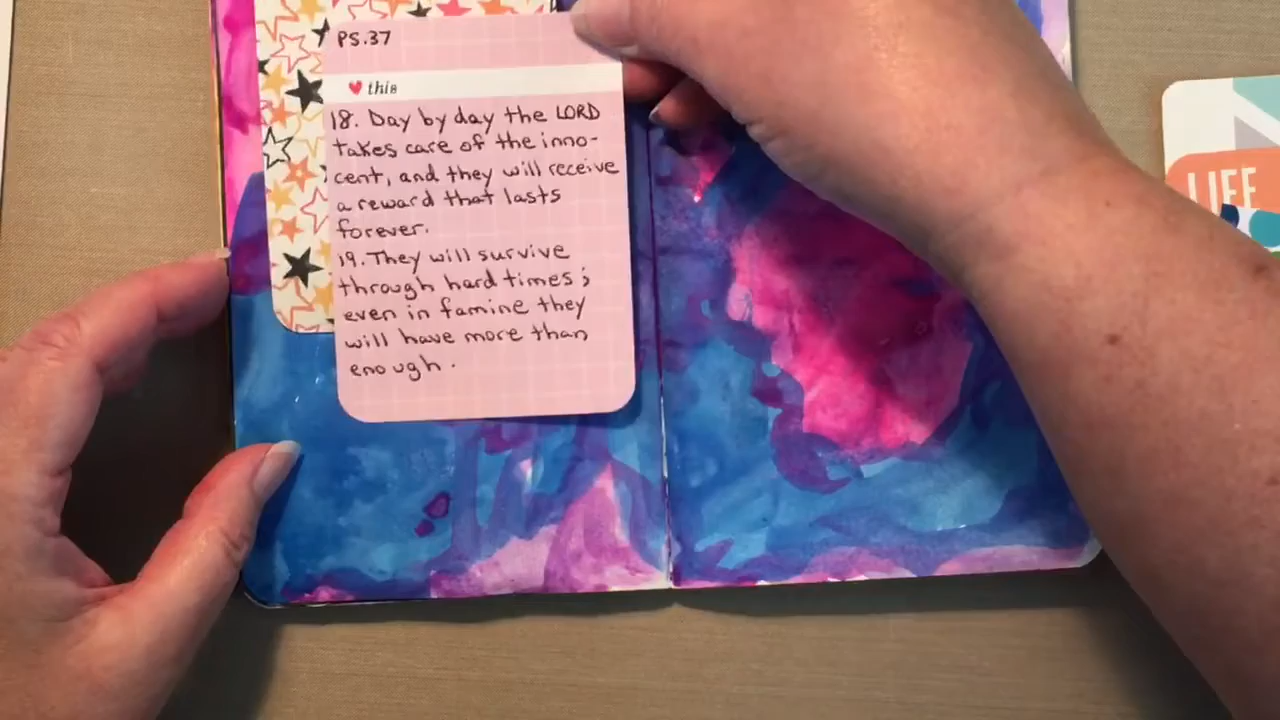 PS.37
this
18. Day by day the LORD
takes care of the inno-
cent, and they will receive
a reward that lasts
forever.
19. They will survive
through hard times;
even in famine they
will have more than
enough.
LIFE